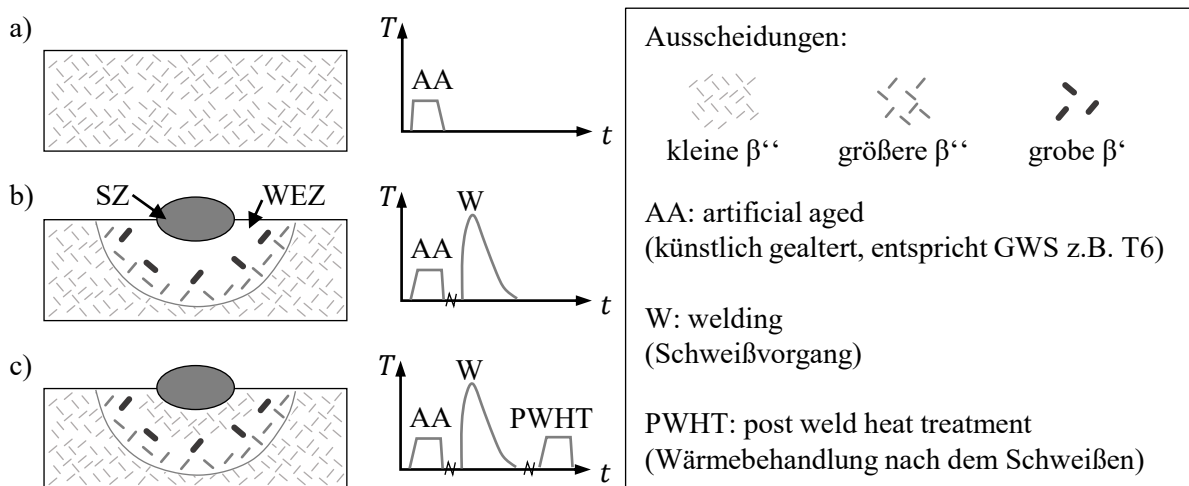 a)
T
AA
t
b)
SZ
WEZ
T
AA
W
t
c)
T
AA
W
PWHT
t
Ausscheidungen:
kleine β‘‘
größere β‘‘
grobe β‘
AA: artificial aged
(künstlich gealtert, entspricht GWS z.B. T6)
W: welding
(Schweißvorgang)
PWHT: post weld heat treatment
(Wärmebehandlung nach dem Schweißen)